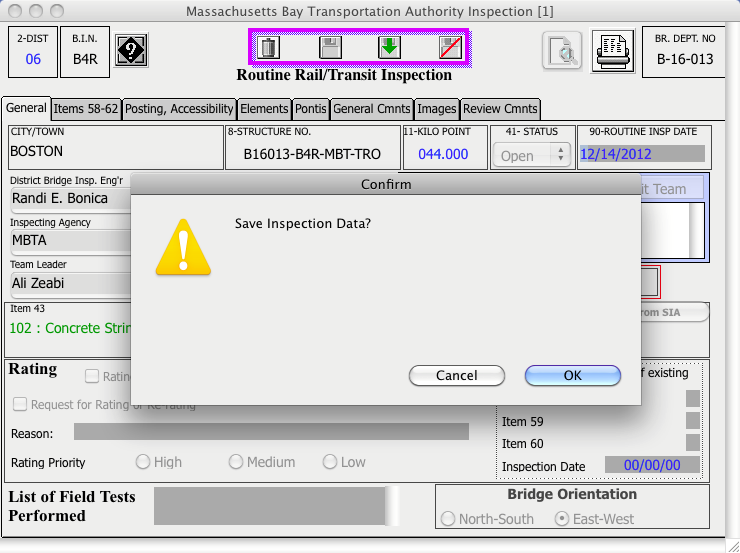 Massachusetts Bay Transportation Authority Inspection [1]
2-DIST
06
B.I.N.
B4R
?
Routine Rail/Transit Inspection
BR. DEPT. NO
B-16-013
General
Items 58-62
Posting, Accessibility
Elements
Pontis
General Cmnts
Images
Review Cmnts
CITY/TOWN
BOSTON
8-STRUCTURE NO.
B16013-B4R-MBT-TRO
11-KILO POINT
044.000
41- STATUS
Open
90-ROUTINE INSP DATE
12/14/2012
District Bridge Insp. Eng'r
Randi E. Bonica
Inspecting Agency
MBTA
Team Leader
Ali Zeabi
it Team
Confirm
Save Inspection Data?
Cancel
OK
Item 43
102 : Concrete Strin
rom SIA
Rating
Ratin
f existing
Request for Rating or Re-rating
Reason:
Rating Priority
High
Medium
Low
Item 59
Item 60
Inspection Date
00/00/00
List of Field Tests
Performed
Bridge Orientation
North-South
East-West